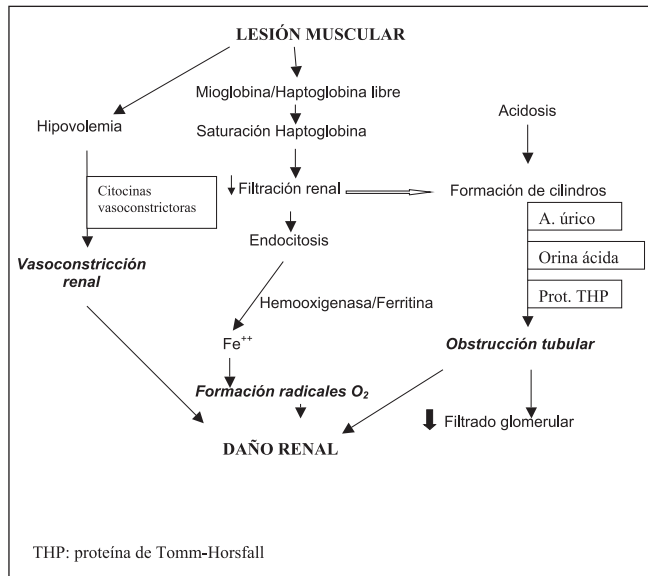 LESIÓN MUSCULAR
Mioglobina/Haptoglobina libre
Hipovolemia
Saturación Haptoglobina
Acidosis
Citocinas
vasoconstrictoras
Filtración renal
Formación de cilindros
A. úrico
Endocitosis
Orina ácida
Vasoconstricción
renal
Prot. THP
Hemooxigenasa/Ferritina
Fe++
Obstrucción tubular
Formación radicales O2
Filtrado glomerular
DAÑO RENAL
THP: proteína de Tomm-Horsfall